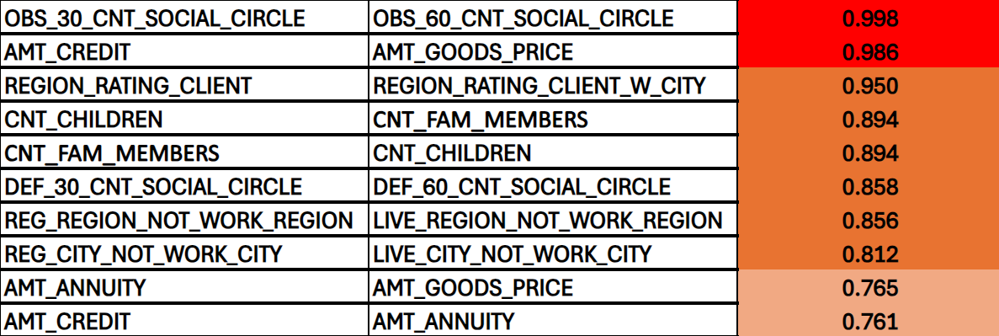 OBS_30_CNT_SOCIAL_CIRCLE OBS_60_CNT_SOCIAL_CIRCLE 0.998
AMT_CREDIT AMT_GOODS_PRICE 0.986
REGION_RATING_CLIENT REGION_RATING_CLIENT_W_CITY 0.950
CNT_CHILDREN CNT_FAM_MEMBERS 0.894
CNT_FAM_MEMBERS CNT_CHILDREN 0.894
DEF_30_CNT_SOCIAL_CIRCLE DEF_60_CNT_SOCIAL_CIRCLE 0.858
REG_REGION_NOT_WORK_REGION LIVE_REGION_NOT_WORK_REGION 0.856
REG_CITY_NOT_WORK_CITY LIVE_CITY_NOT_WORK_CITY 0.812
AMT_ANNUITY AMT_GOODS_PRICE 0.765
AMT_CREDIT AMT_ANNUITY 0.761